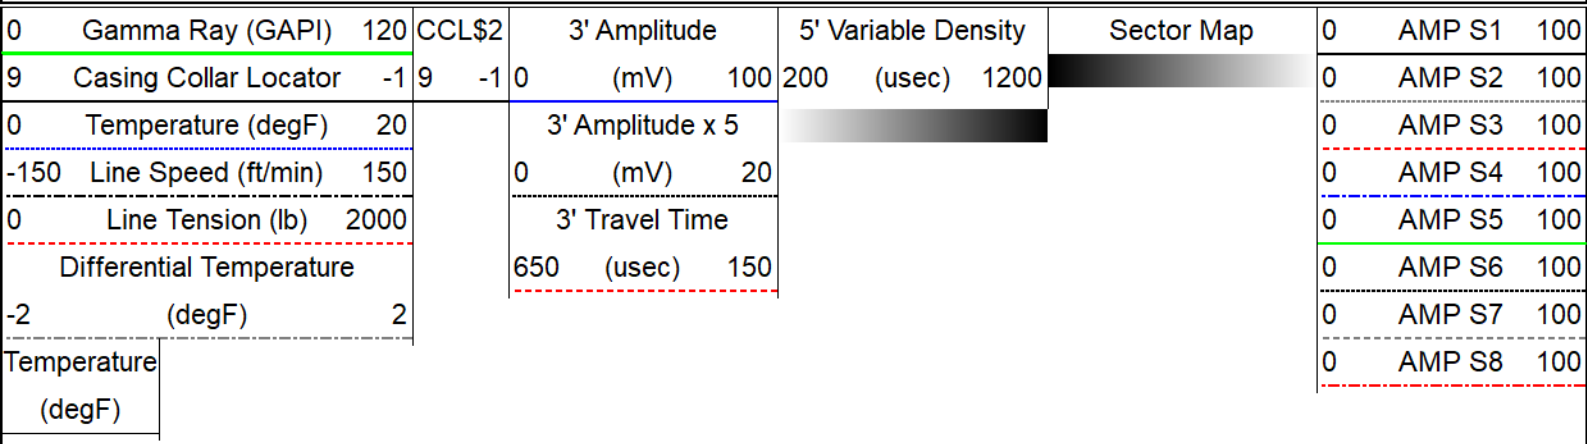 0 Gamma Ray (GAPI) 120
9 Casing Collar Locator -1
0 Temperature (degF) 20
-150 Line Speed (ft/min) 150
0 Line Tension (lb) 2000
Differential Temperature
-2 (degF) 2
Temperature
(degF)
CCL$2
9 -1
3' Amplitude
0 (mV) 100
3' Amplitude x 5
0 (mV) 20
3' Travel Time
650 (usec) 150
5' Variable Density
200 (usec) 1200
Sector Map
0 AMP S1 100
0 AMP S2 100
0 AMP S3 100
0 AMP S4 100
0 AMP S5 100
0 AMP S6 100
0 AMP S7 100
0 AMP S8 100